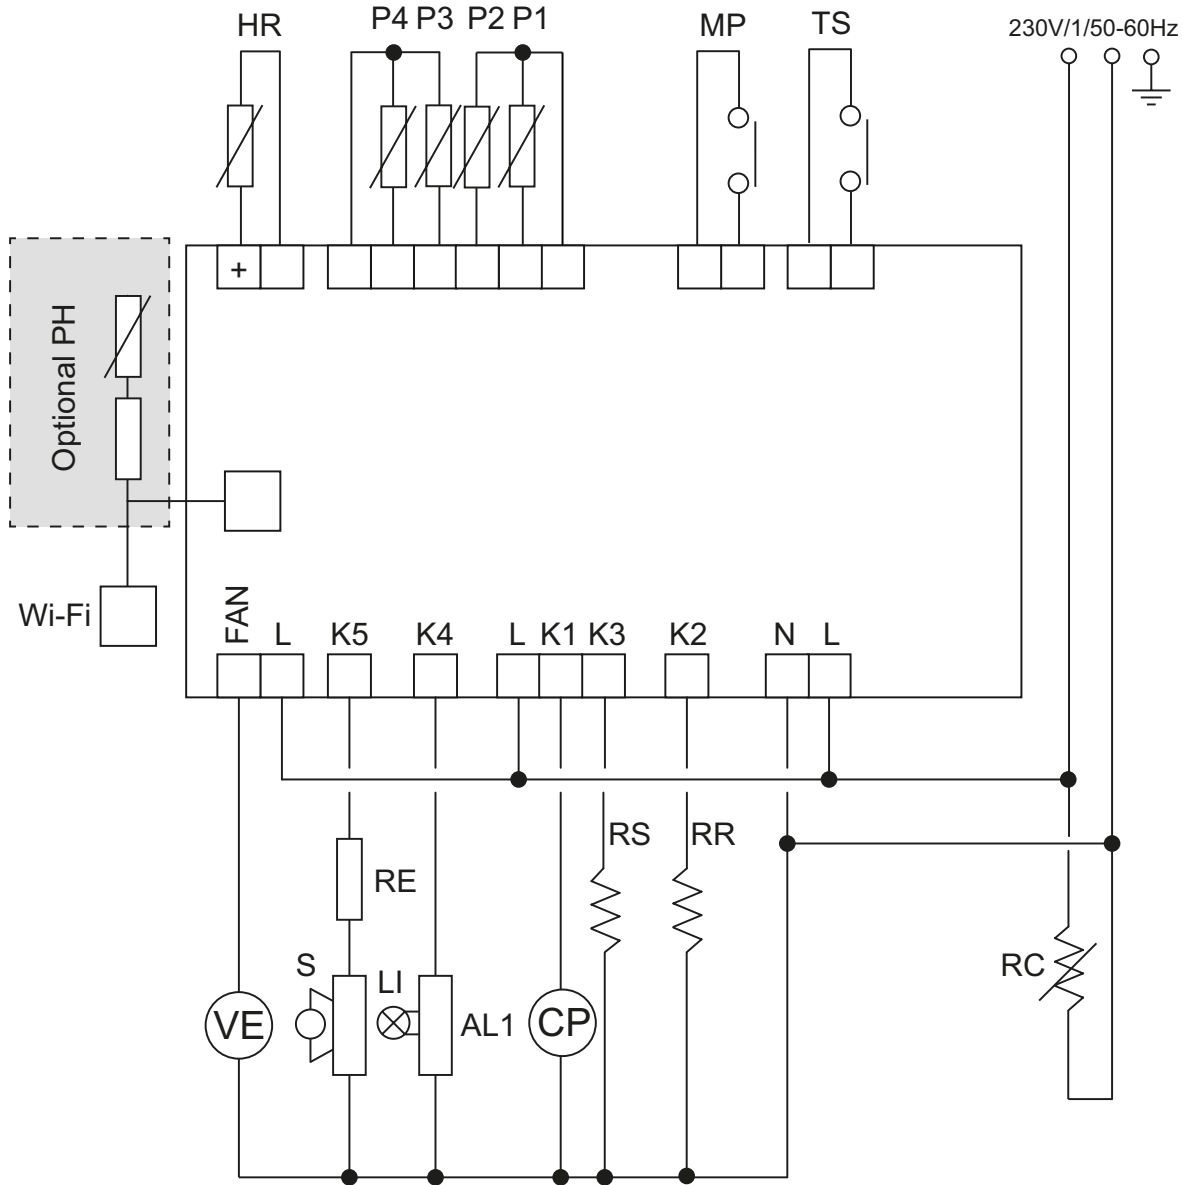 HR
P4 P3 P2 P1
MP
TS
230V/1/50-60Hz
+
Optional PH
Wi-Fi
FAN
L
K5
K4
L
K1
K3
K2
N
L
RS
RR
RE
S
LI
AL1
RC
VE
CP